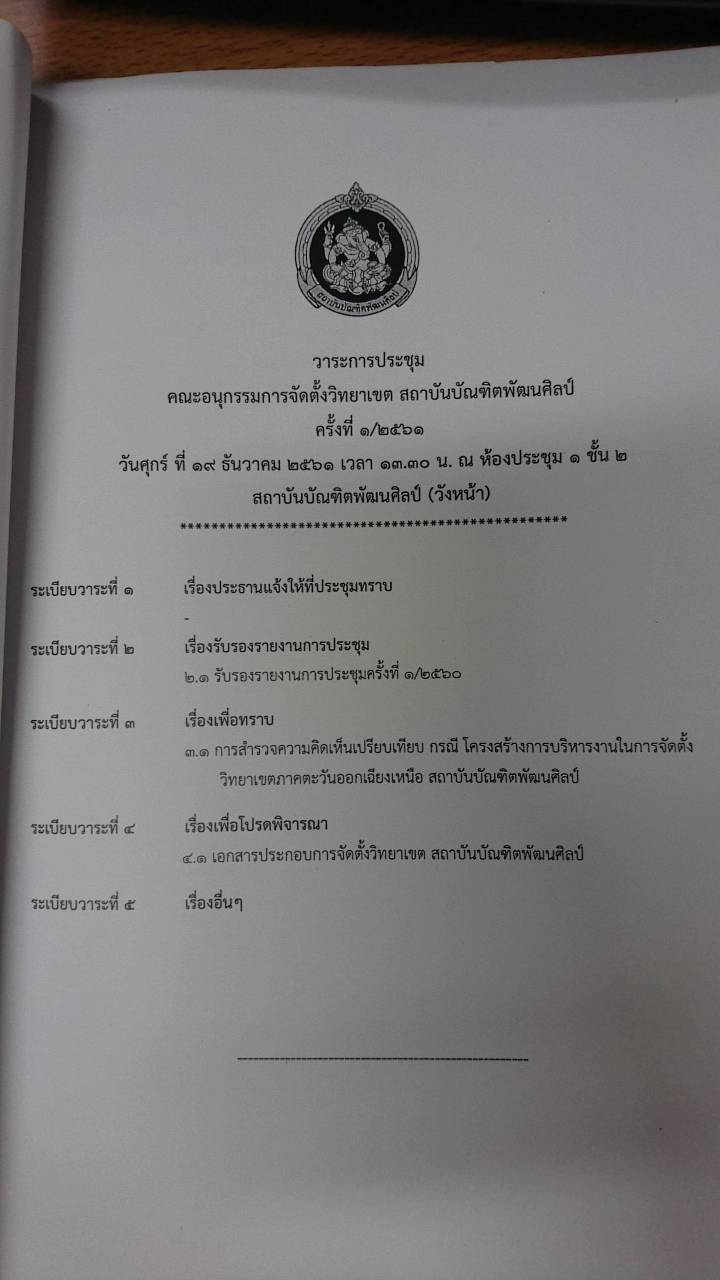 สถาบันบัณฑิตพัฒนศิลป์
วาระการประชุม
คณะอนุกรรมการจัดตั้งวิทยาเขต สถาบันบัณฑิตพัฒนศิลป์
ครั้งที่ ๑/๒๕๖๑
วันศุกร์ ที่ ๑๙ ธันวาคม ๒๕๖๑ เวลา ๑๓.๓๐ น. ณ ห้องประชุม ๑ ชั้น ๒
สถาบันบัณฑิตพัฒนศิลป์ (วังหน้า)
**************************************************
ระเบียบวาระที่ ๑ เรื่องประธานแจ้งให้ที่ประชุมทราบ
-
ระเบียบวาระที่ ๒ เรื่องรับรองรายงานการประชุม
๒.๑ รับรองรายงานการประชุมครั้งที่ ๑/๒๕๖๐
ระเบียบวาระที่ ๓ เรื่องเพื่อทราบ
๓.๑ การสำรวจความคิดเห็นเปรียบเทียบ กรณี โครงสร้างการบริหารงานในการจัดตั้ง
วิทยาเขตภาคตะวันออกเฉียงเหนือ สถาบันบัณฑิตพัฒนศิลป์
ระเบียบวาระที่ ๔ เรื่องเพื่อโปรดพิจารณา
๔.๑ เอกสารประกอบการจัดตั้งวิทยาเขต สถาบันบัณฑิตพัฒนศิลป์
ระเบียบวาระที่ ๕ เรื่องอื่นๆ